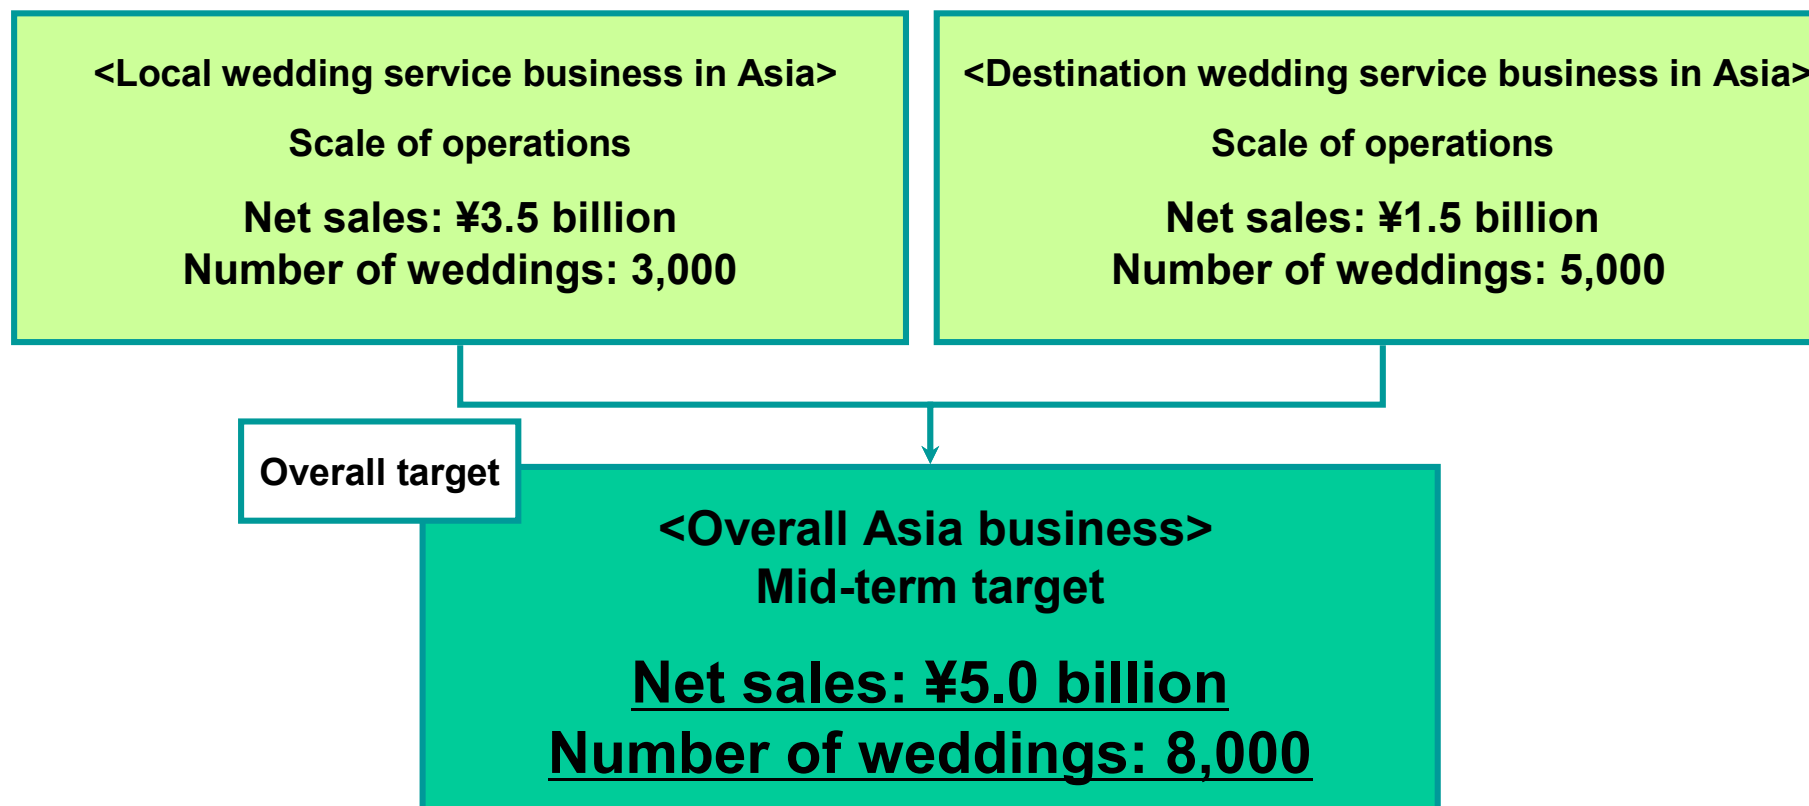 <Local wedding service business in Asia>
Scale of operations
Net sales: ¥3.5 billion
Number of weddings: 3,000
<Destination wedding service business in Asia>
Scale of operations
Net sales: ¥1.5 billion
Number of weddings: 5,000
Overall target
<Overall Asia business>
Mid-term target
Net sales: ¥5.0 billion
Number of weddings: 8,000